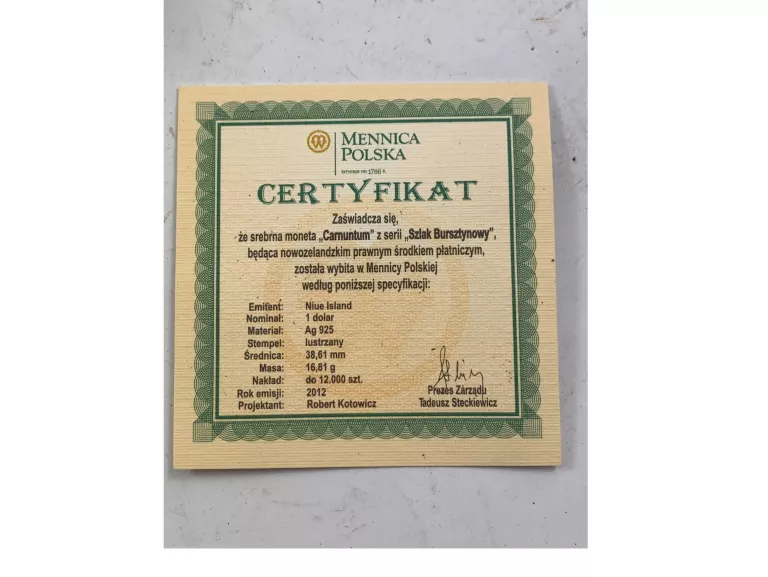 MENNICA
POLSKA
ISTNIEJE OD 1766 R.
CERTYFIKAT
Zaświadcza się,
że srebrna moneta „Carnuntum” z serii „Szlak Bursztynowy”,
będąca nowozelandzkim prawnym środkiem płatniczym,
została wybita w Mennicy Polskiej
według poniższej specyfikacji:
Emitent: Niue Island
Nominał: 1 dolar
Materiał: Ag 925
Stempel: lustrzany
Średnica: 38,61 mm
Masa: 16,81 g
Nakład: do 12.000 szt.
Rok emisji: 2012
Projektant: Robert Kotowicz
Prezes Zarządu
Tadeusz Steckiewicz